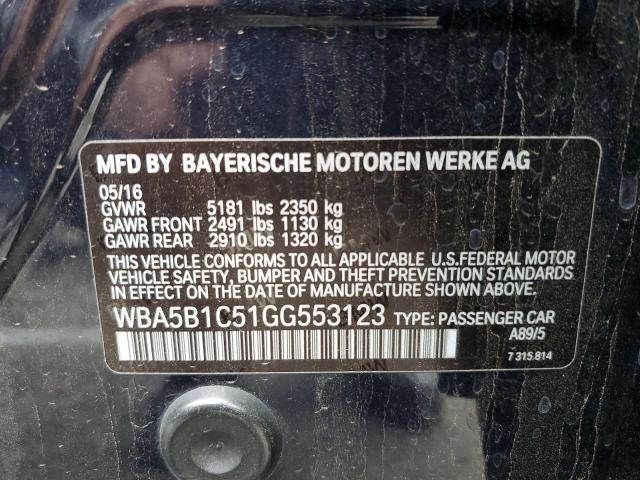 MFD BY BAYERISCHE MOTOREN WERKE AG
05/16
GVWR 5181 lbs 2350 kg
GAWR FRONT 2491 lbs 1130 kg
GAWR REAR 2910 lbs 1320 kg
THIS VEHICLE CONFORMS TO ALL APPLICABLE U.S.FEDERAL MOTOR
VEHICLE SAFETY, BUMPER AND THEFT PREVENTION STANDARDS
IN EFFECT ON THE DATE OF MANUFACTURE SHOWN ABOVE.
WBA5B1C51GG553123 TYPE: PASSENGER CAR
A89/5
7 315 814